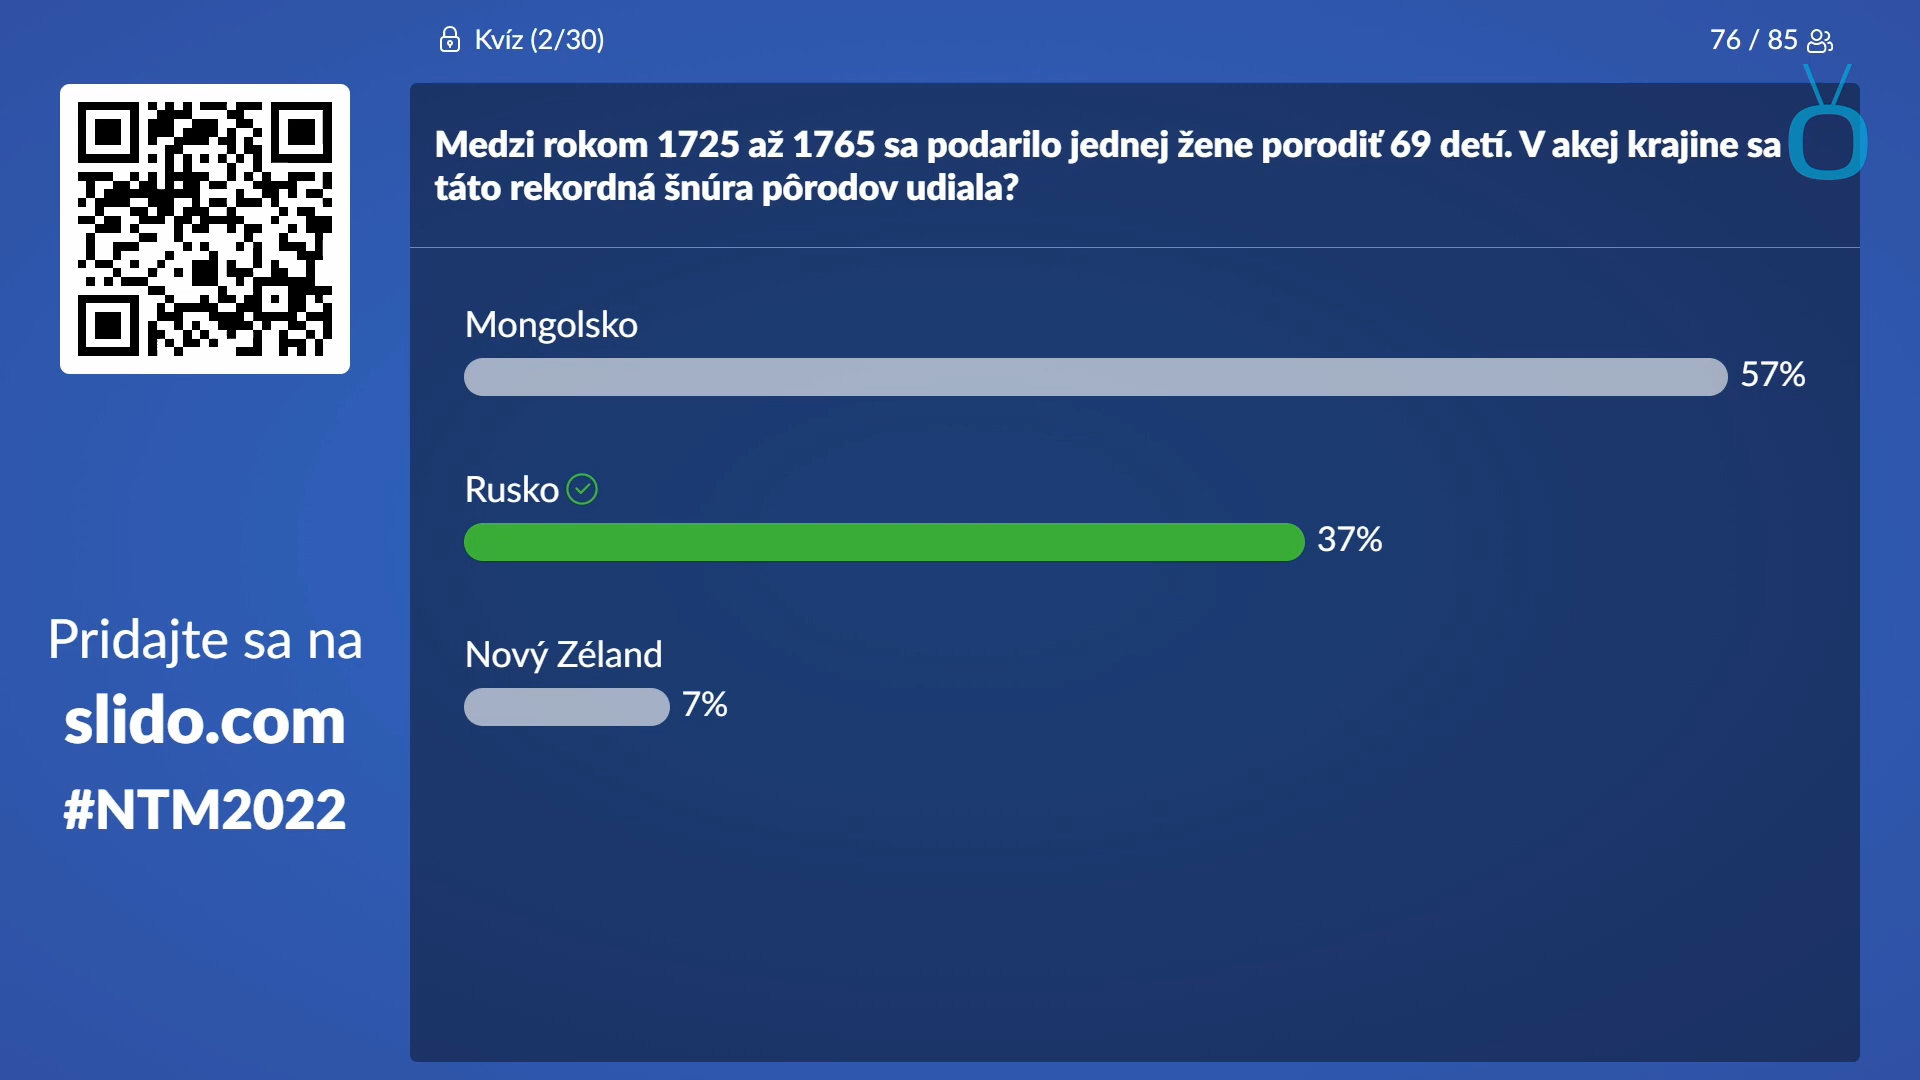 Kvíz (2/30)
76 / 85
Medzi rokom 1725 až 1765 sa podarilo jednej žene porodiť 69 detí. V akej krajine sa
táto rekordná šnúra pôrodov udiala?
Mongolsko
57%
Rusko
37%
Nový Zéland
7%
Pridajte sa na
slido.com
#NTM2022